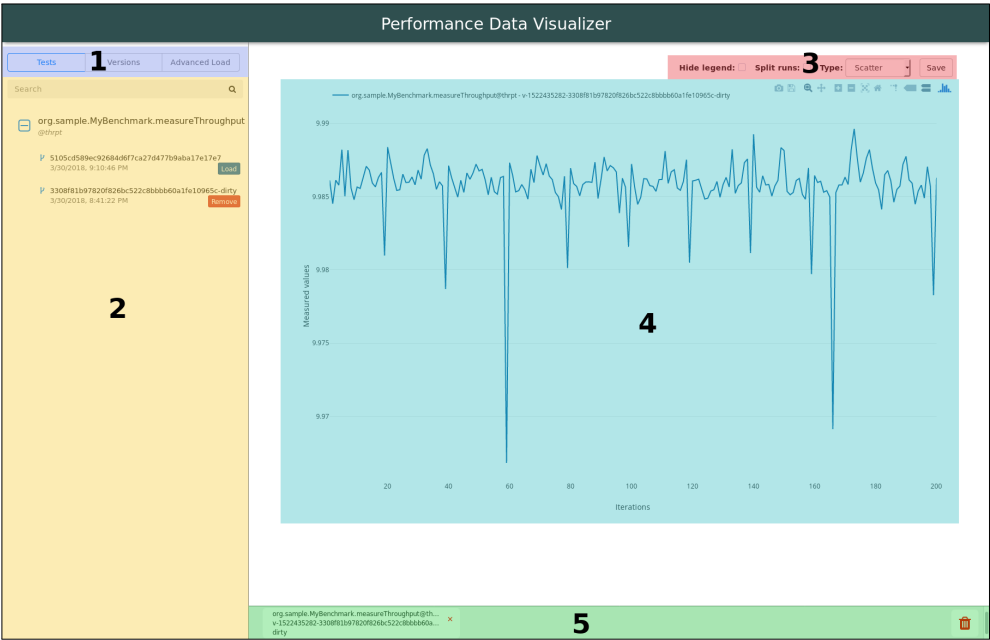 Performance Data Visualizer
Tests 1 Versions Advanced Load
Search
org.sample.MyBenchmark.measureThroughput
@thrpt
5105cd589ec92684d6f7ca27d477b9aba17e17e7
3/30/2018, 9:10:46 PM
Load
3308f81b97820f826bc522c8bbbb60a1fe10965c-dirty
3/30/2018, 8:41:22 PM
Remove
2
Hide legend: Split runs: 3 Type: Scatter Save
org.sample.MyBenchmark.measureThroughput@thrpt - v-1522435282-3308f81b97820f826bc522c8bbbb60a1fe10965c-dirty
9.99
9.985
9.98
9.975
9.97
Measured values
4
20 40 60 80 100 120 140 160 180 200
Iterations
org.sample.MyBenchmark.measureThroughput@th...
v-1522435282-3308f81b97820f826bc522c8bbbb60a...
dirty
×
5